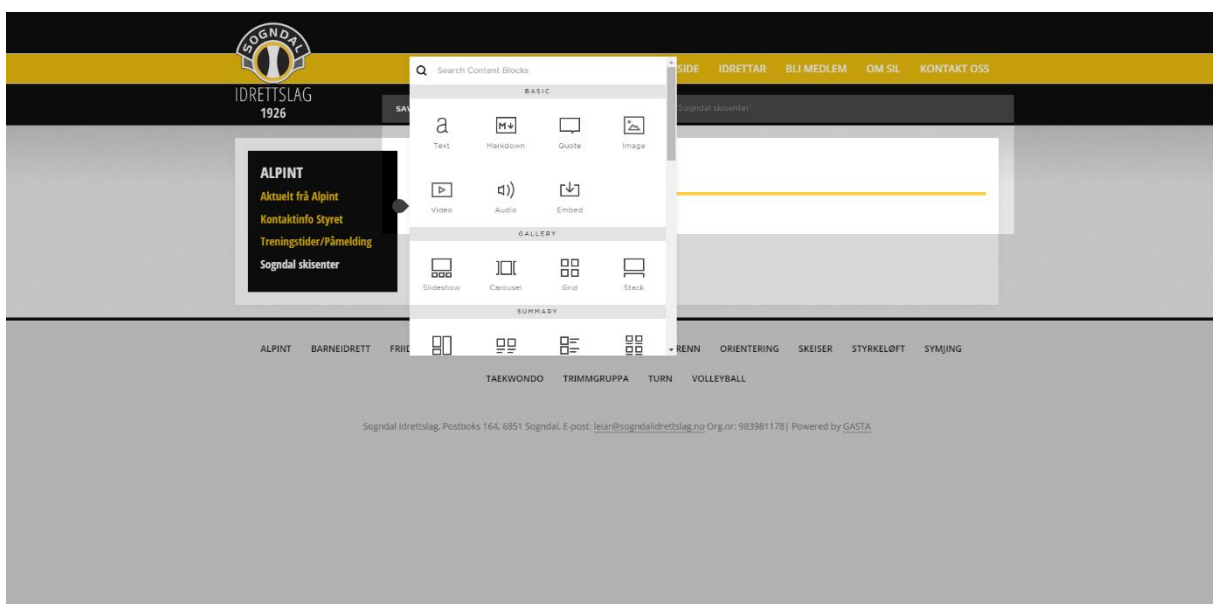 SOGNDAL
IDRETTSLAG
1926
SIDE IDRETTAR BLI MEDLEM OM SIL KONTAKT OSS
Search Content Blocks
BASIC
SAV
'Sogndal skisenter'
Text Markdown Quote Image
Video Audio Embed
GALLERY
Slideshow Carousel Grid Stack
SUMMARY
ALPINT
Aktuelt frå Alpint
Kontaktinfo Styret
Treningstider/Påmelding
Sogndal skisenter
ALPINT BARNEIDRETT FRIID RENN ORIENTERING SKEISER STYRKELØFT SYMJING
TAEKWONDO TRIMMGRUPPA TURN VOLLEYBALL
Sogndal Idrettslag, Postboks 164, 6851 Sogndal, E-post: leiar@sogndalidrettslag.no Org.nr: 983981178| Powered by GASTA